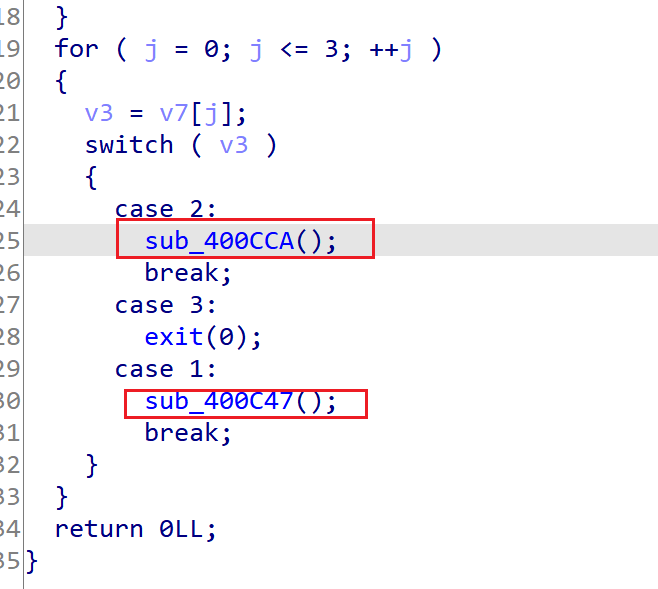 18 }
19 for ( j = 0; j <= 3; ++j )
20 {
21 v3 = v7[j];
22 switch ( v3 )
23 {
24 case 2:
25 sub_400CCA();
26 break;
27 case 3:
28 exit(0);
29 case 1:
30 sub_400C47();
31 break;
32 }
33 }
34 return 0LL;
35 }